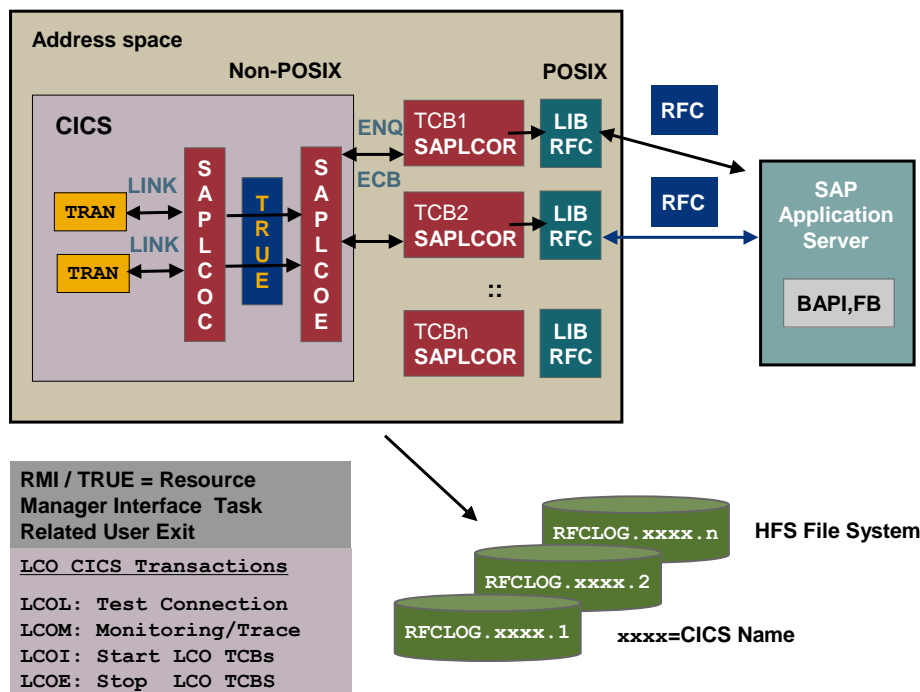 Address space
Non-POSIX
POSIX
CICS
TRAN
TRAN
LINK
LINK
SAPLCOC
TRUE
SAPLCOE
ENQ
ECB
TCB1
SAPLCOR
LIB
RFC
TCB2
SAPLCOR
LIB
RFC
::
TCBn
SAPLCOR
LIB
RFC
RFC
RFC
SAP
Application
Server
BAPI,FB
RMI / TRUE = Resource
Manager Interface Task
Related User Exit
LCO CICS Transactions
LCOL: Test Connection
LCOM: Monitoring/Trace
LCOI: Start LCO TCBs
LCOE: Stop LCO TCBS
RFCLOG.xxxx.n
RFCLOG.xxxx.2
RFCLOG.xxxx.1
HFS File System
xxxx=CICS Name